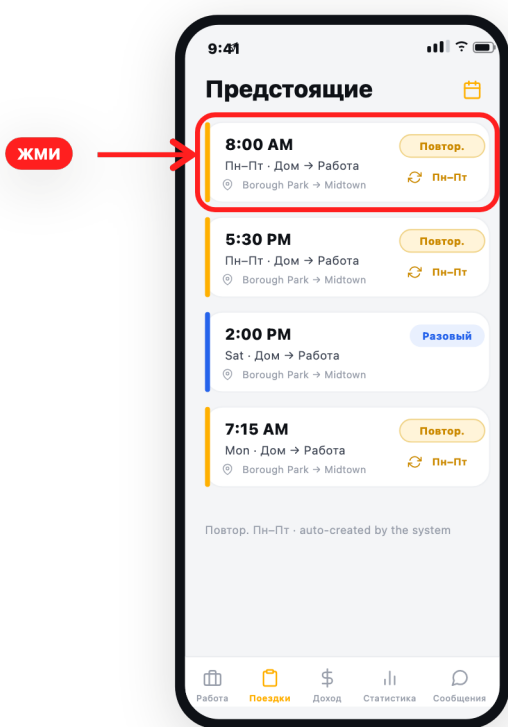 9:41
Предстоящие
ЖМИ
8:00 AM
Повтор.
Пн–Пт · Дом → Работа
Пн–Пт
Borough Park → Midtown
5:30 PM
Повтор.
Пн–Пт · Дом → Работа
Пн–Пт
Borough Park → Midtown
2:00 PM
Разовый
Sat · Дом → Работа
Borough Park → Midtown
7:15 AM
Повтор.
Mon · Дом → Работа
Пн–Пт
Borough Park → Midtown
Повтор. Пн–Пт · auto-created by the system
Работа Поездки Доход Статистика Сообщения